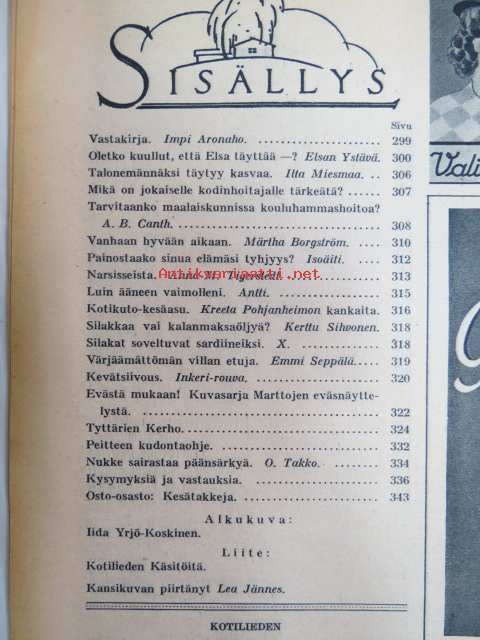 SISÄLLYS
Sivu
Vastakirja. Impi Aronaho. 299
Oletko kuullut, että Elsa täyttää —? Elsan Ystävä. 300
Talonemännäksi täytyy kasvaa. Ilta Miesmaa. .. 306
Mikä on jokaiselle kodinhoitajalle tärkeätä? ...... 307
Tarvitaanko maalaiskunnissa kouluhammashoitoa?
A. B. Canth. 308
Vanhaan hyvään aikaan. Märtha Borgström. .... 310
Painostaako sinua elämäsi tyhjyys? Isoäiti. .... 312
Narsisseista. Tigerstedt. 313
Antikvariaatti.net
Luin ääneen vaimolleni. Antti. 315
Kotikuto-kesäasu. Kreeta Pohjanheimon kankaita. 316
Silakkaa vai kalanmaksaöljyä? Kerttu Sihvonen. 318
Silakat soveltuvat sardiineiksi. X. 318
Värjäämättömän villan etuja. Emmi Seppälä. 319
Kevätsiivous. Inkeri-rouva. 320
Evästä mukaan! Kuvasarja Marttojen eväsnäytte-
lystä. 322
Tyttärien Kerho. 324
Peitteen kudontaohje. 332
Nukke sairastaa päänsärkyä. O. Takko. 334
Kysymyksiä ja vastauksia. 336
Osto-osasto: Kesätakkeja. 343
Alkukuva:
Iida Yrjö-Koskinen.
Liite:
Kotilieden Käsitöitä.
Kansikuvan piirtänyt Lea Jännes.
KOTILIEDEN
Vali